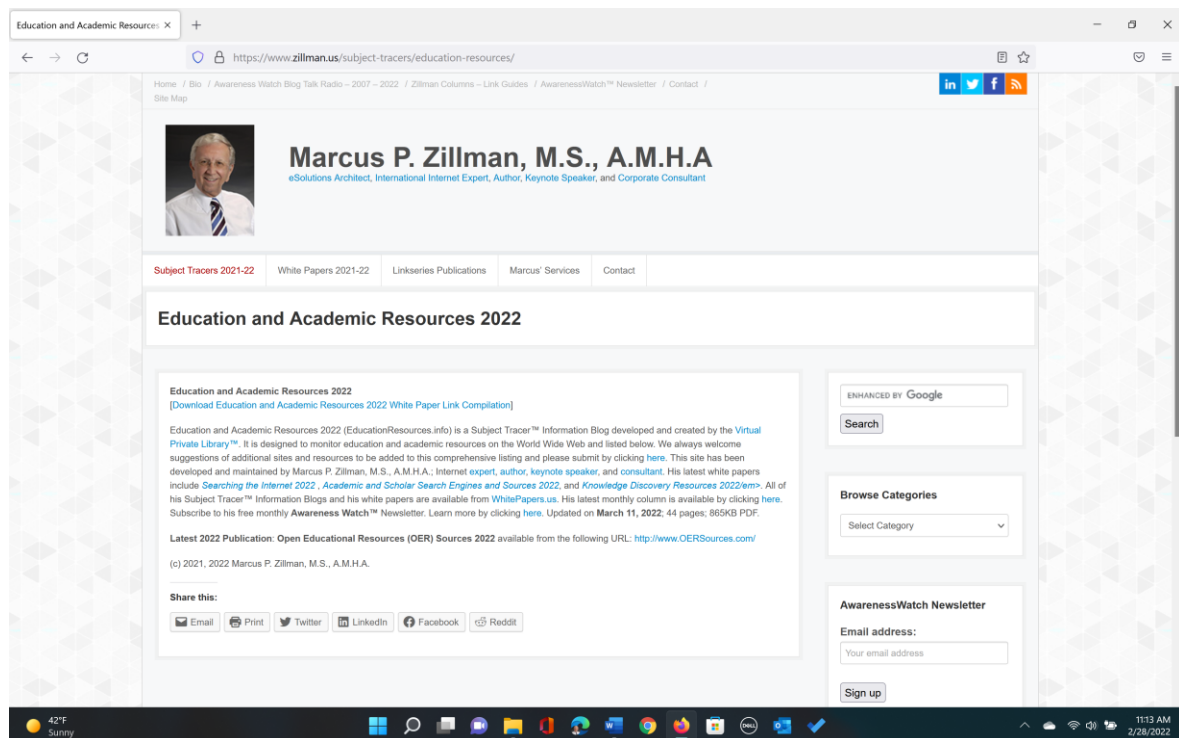 Education and Academic Resources
https://www.zillman.us/subject-tracers/education-resources/
Home / Bio / Awareness Watch Blog Talk Radio – 2007 – 2022 / Zillman Columns – Link Guides / AwarenessWatch™ Newsletter / Contact /
Site Map
Marcus P. Zillman, M.S., A.M.H.A
eSolutions Architect, International Internet Expert, Author, Keynote Speaker, and Corporate Consultant
Subject Tracers 2021-22 White Papers 2021-22 Linkseries Publications Marcus' Services Contact
Education and Academic Resources 2022
Education and Academic Resources 2022
[Download Education and Academic Resources 2022 White Paper Link Compilation]
Education and Academic Resources 2022 (EducationResources.info) is a Subject Tracer™ Information Blog developed and created by the Virtual
Private Library™. It is designed to monitor education and academic resources on the World Wide Web and listed below. We always welcome
suggestions of additional sites and resources to be added to this comprehensive listing and please submit by clicking here. This site has been
developed and maintained by Marcus P. Zillman, M.S., A.M.H.A.; Internet expert, author, keynote speaker, and consultant. His latest white papers
include Searching the Internet 2022 , Academic and Scholar Search Engines and Sources 2022, and Knowledge Discovery Resources 2022/em>. All of
his Subject Tracer™ Information Blogs and his white papers are available from WhitePapers.us. His latest monthly column is available by clicking here.
Subscribe to his free monthly Awareness Watch™ Newsletter. Learn more by clicking here. Updated on March 11, 2022; 44 pages; 865KB PDF.
Latest 2022 Publication: Open Educational Resources (OER) Sources 2022 available from the following URL: http://www.OERSources.com/
(c) 2021, 2022 Marcus P. Zillman, M.S., A.M.H.A.
Share this:
Email Print Twitter LinkedIn Facebook Reddit
ENHANCED BY Google
Search
Browse Categories
Select Category
AwarenessWatch Newsletter
Email address:
Your email address
Sign up
42°F
Sunny
DELL
11:13 AM
2/28/2022